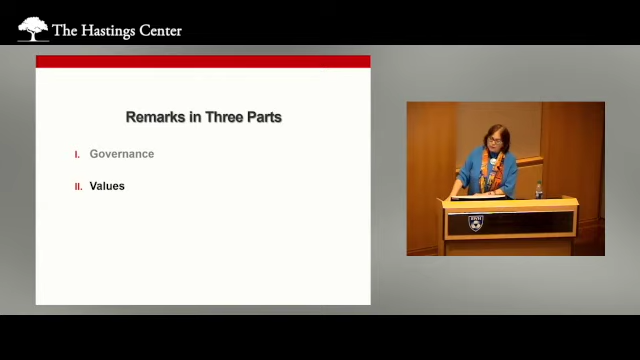 The Hastings Center
Remarks in Three Parts
I. Governance
II. Values